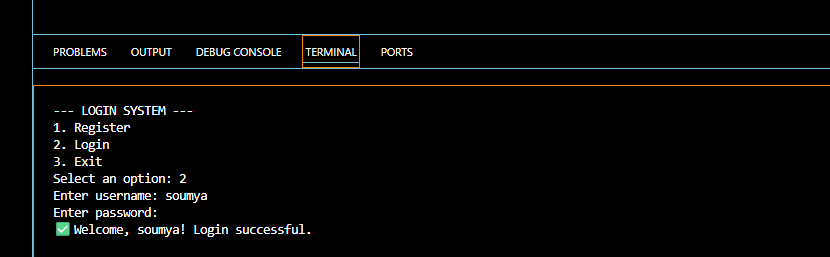 PROBLEMS OUTPUT DEBUG CONSOLE TERMINAL PORTS
--- LOGIN SYSTEM ---
1. Register
2. Login
3. Exit
Select an option: 2
Enter username: soumya
Enter password:
✅ Welcome, soumya! Login successful.